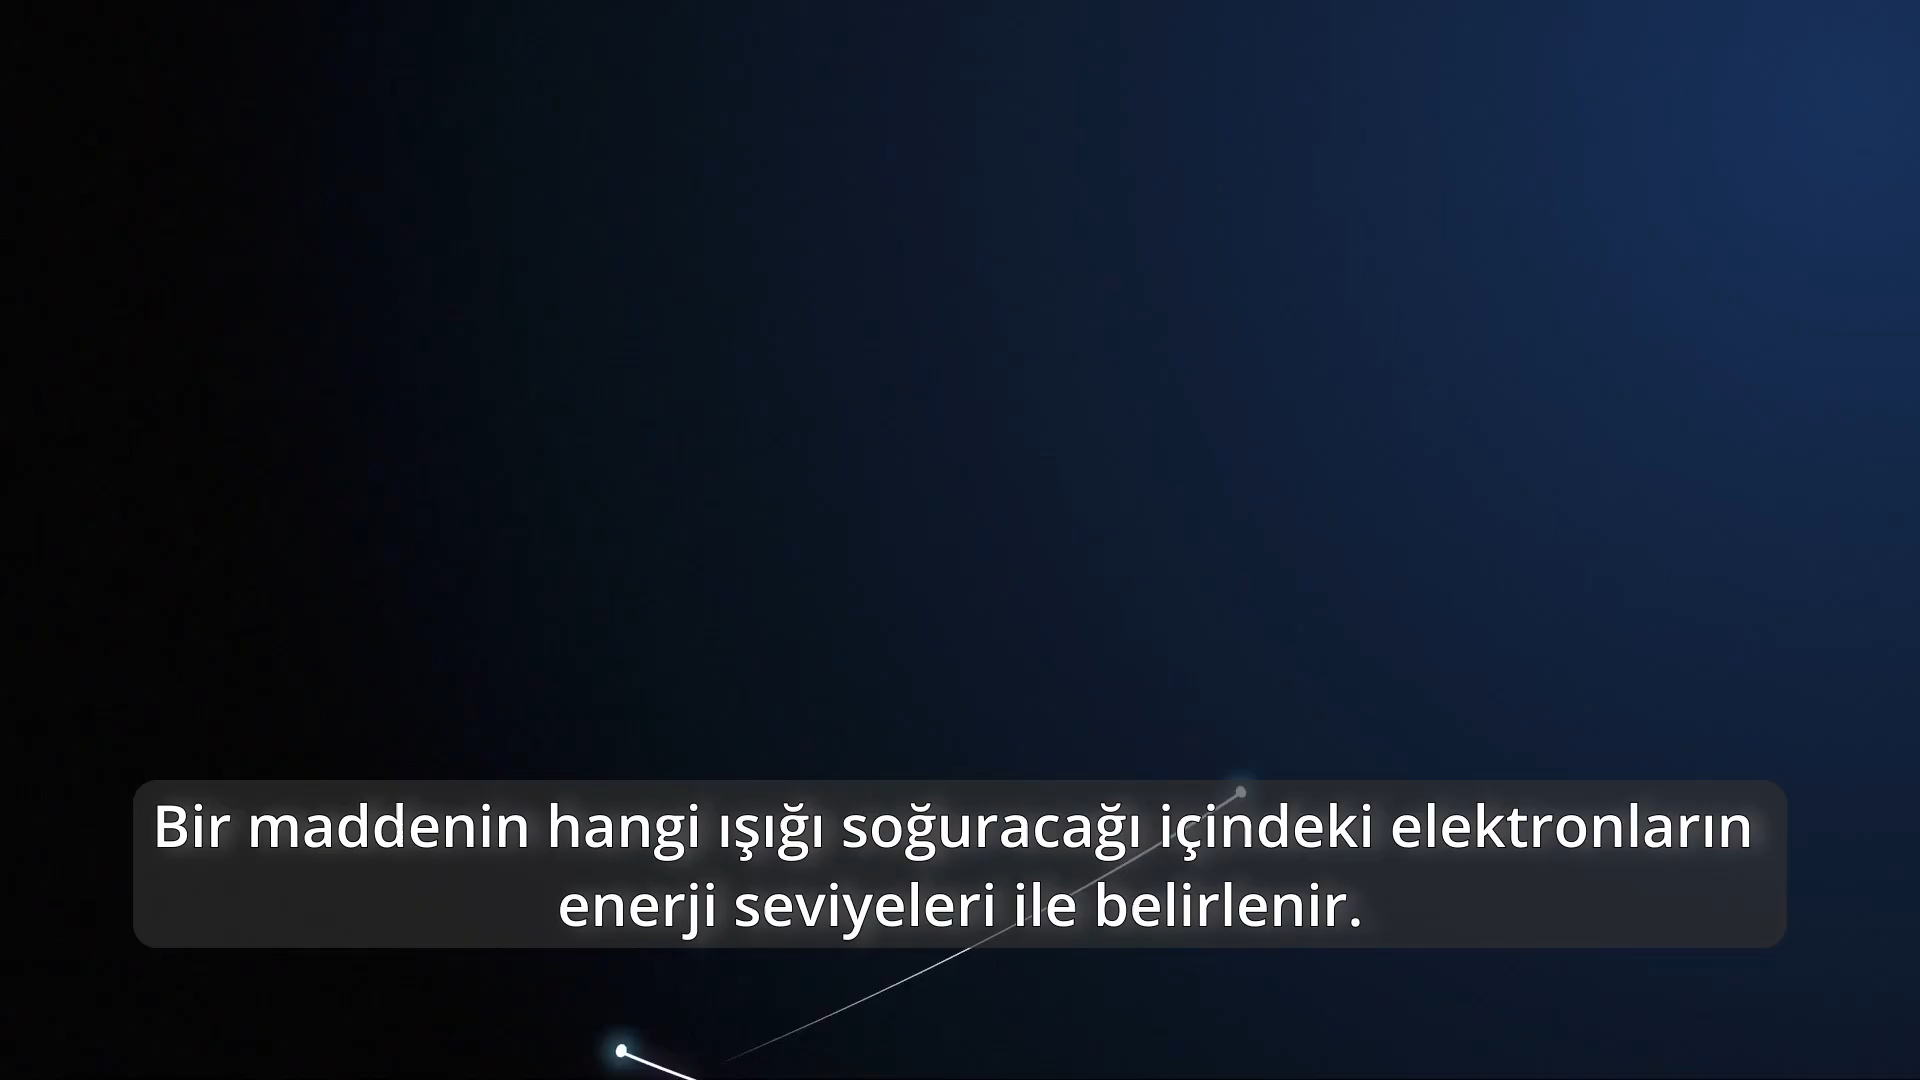 Bir maddenin hangi ışığı soğuracağı içindeki elektronların
enerji seviyeleri ile belirlenir.